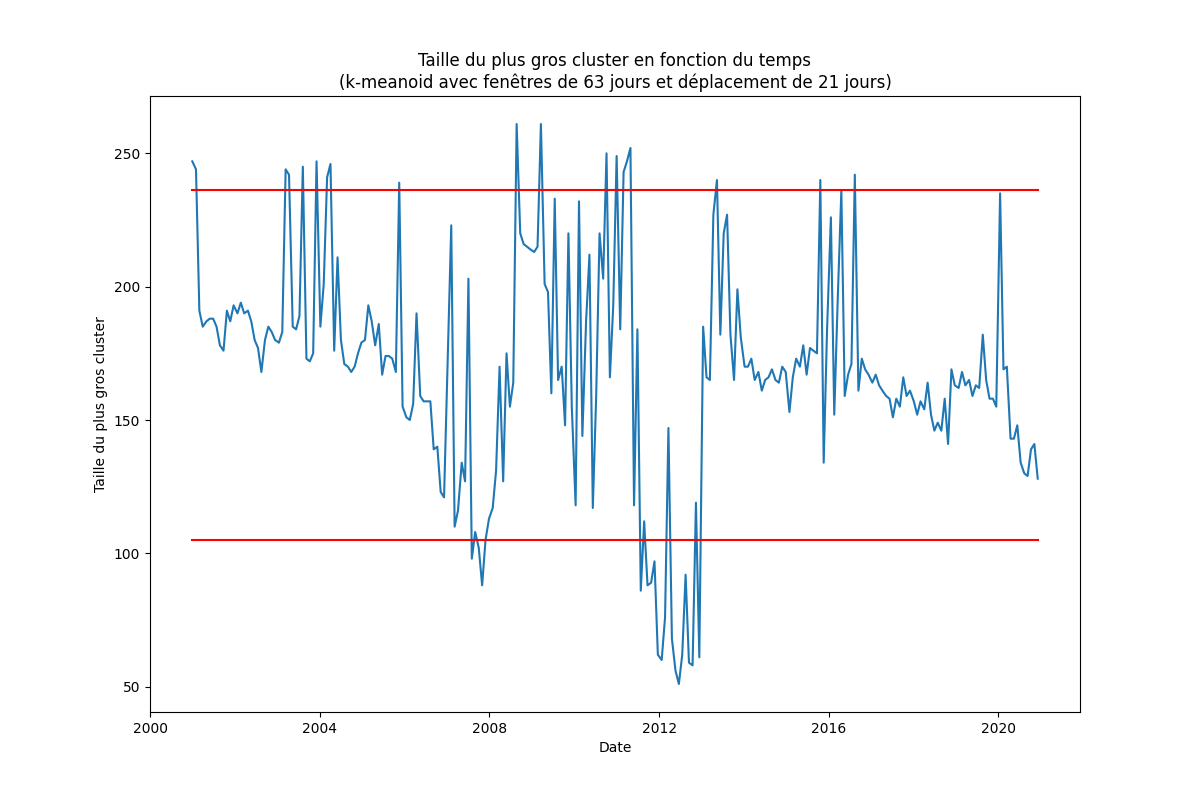 Taille du plus gros cluster en fonction du temps
(k-meanoid avec fenêtres de 63 jours et déplacement de 21 jours)
Taille du plus gros cluster
250
200
150
100
50
2000
2004
2008
2012
2016
2020
Date